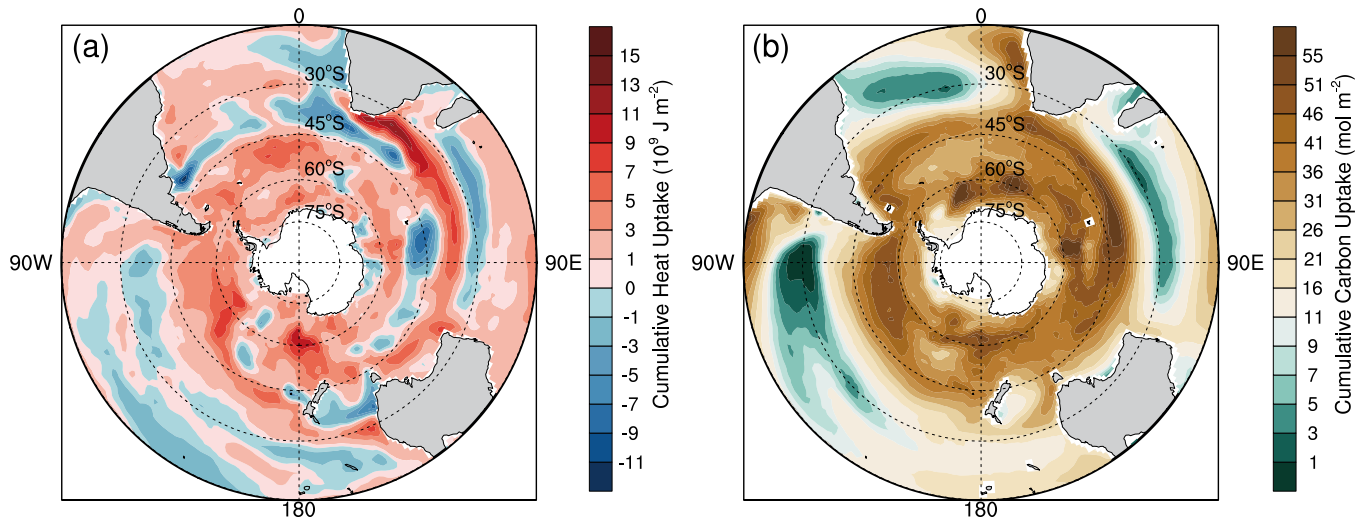 (a)
0
30°S
45°S
60°S
75°S
90W
90E
180
15
13
11
9
7
5
3
1
0
-1
-3
-5
-7
-9
-11
Cumulative Heat Uptake (10⁹ J m⁻²)
(b)
0
30°S
45°S
60°S
75°S
90W
90E
180
55
51
46
41
36
31
26
21
16
11
9
7
5
3
1
Cumulative Carbon Uptake (mol m⁻²)